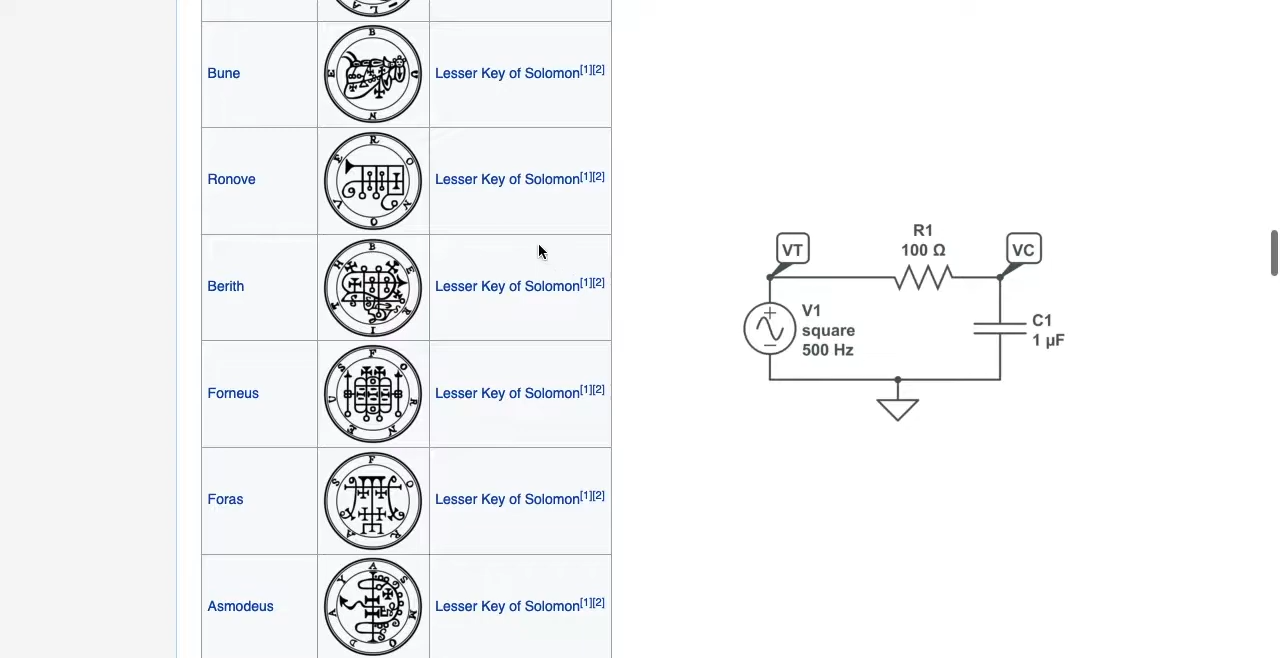 Bune
B
E
U
N
Lesser Key of Solomon[1][2]
Ronove
R
E
O
V
N
O
Lesser Key of Solomon[1][2]
Berith
B
H
E
T
R
I
Lesser Key of Solomon[1][2]
Forneus
F
S
O
U
R
E
N
Lesser Key of Solomon[1][2]
Foras
F
S
O
A
R
Lesser Key of Solomon[1][2]
Asmodeus
A
Y
S
A
M
D
O
Lesser Key of Solomon[1][2]
VT
R1
100 Ω
VC
V1
square
500 Hz
C1
1 µF